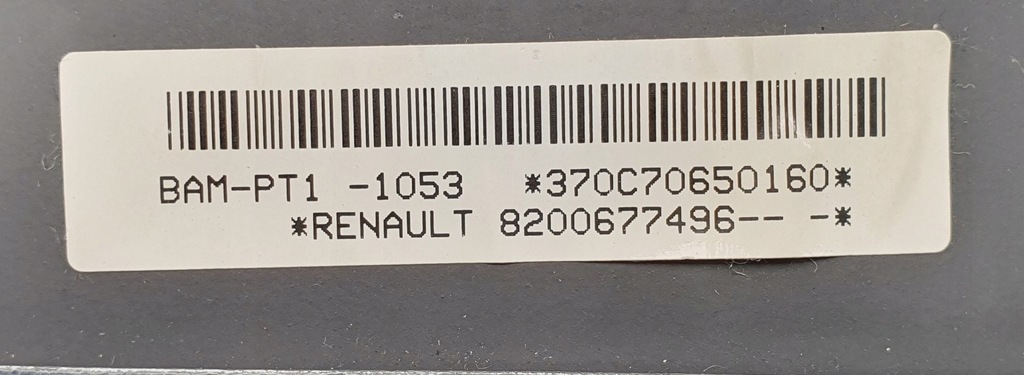 BAM-PT1 -1053 *370C70650160*
*RENAULT 8200677496-- -*